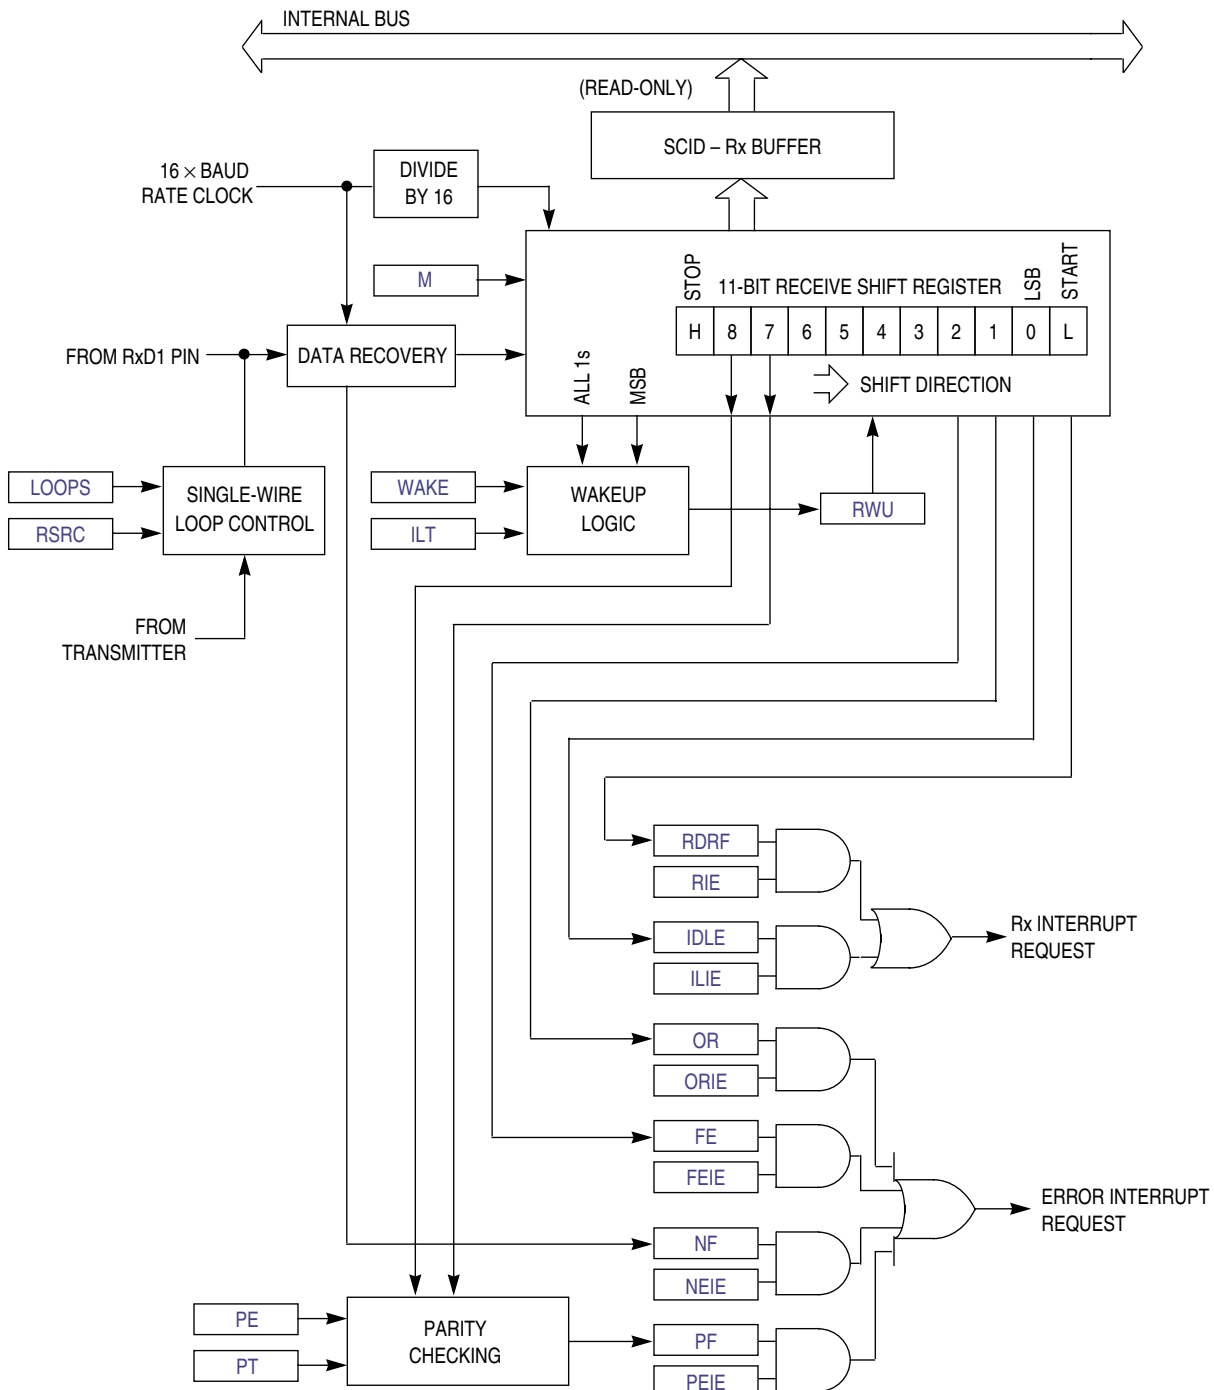 INTERNAL BUS
(READ-ONLY)
SCID – Rx BUFFER
16 × BAUD
RATE CLOCK
DIVIDE
BY 16
M
STOP
11-BIT RECEIVE SHIFT REGISTER
LSB
START
H 8 7 6 5 4 3 2 1 0 L
FROM RxD1 PIN
DATA RECOVERY
ALL 1s
MSB
SHIFT DIRECTION
LOOPS
RSRC
SINGLE-WIRE
LOOP CONTROL
WAKE
ILT
WAKEUP
LOGIC
RWU
FROM
TRANSMITTER
RDRF
RIE
IDLE
ILIE
Rx INTERRUPT
REQUEST
OR
ORIE
FE
FEIE
ERROR INTERRUPT
REQUEST
NF
NEIE
PE
PT
PARITY
CHECKING
PF
PEIE